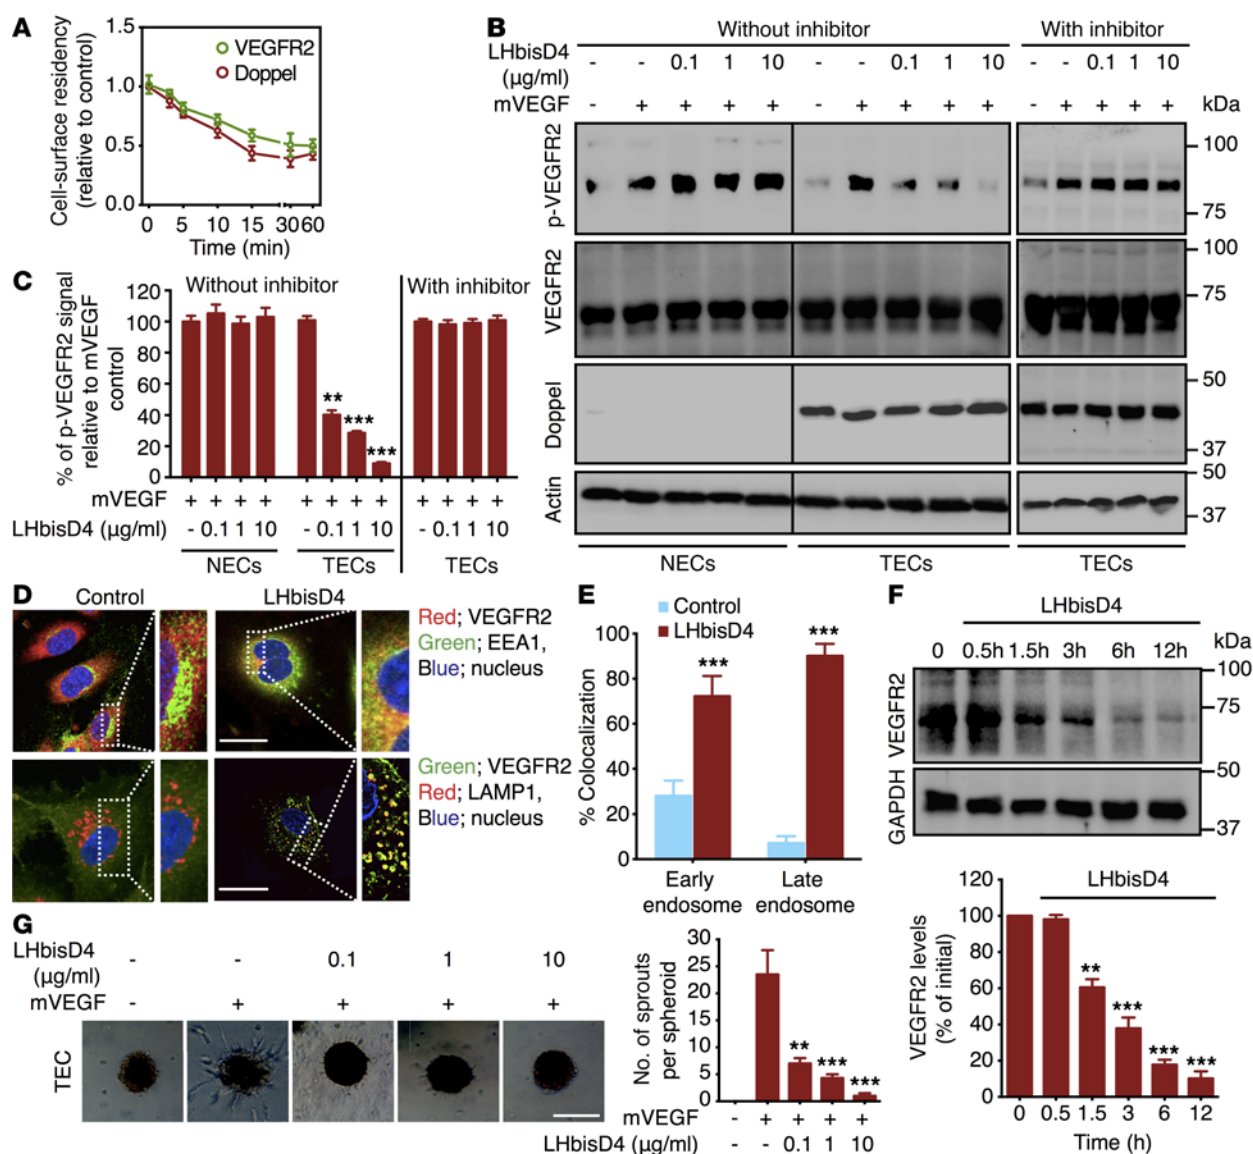 A
1.5
1.0
0.5
0.0
Cell-surface residency
(relative to control)
VEGFR2
Doppel
0 5 10 15 30 60
Time (min)
B
Without inhibitor With inhibitor
LHbisD4
(µg/ml)
- - 0.1 1 10 - - 0.1 1 10 - - 0.1 1 10
mVEGF - + + + + - + + + + - + + + + kDa
p-VEGFR2
100
75
VEGFR2
100
75
Doppel
50
37
Actin
50
37
NECs TECs TECs
C
Without inhibitor With inhibitor
% of p-VEGFR2 signal
relative to mVEGF
control
120
100
80
60
40
20
0
** *** ***
mVEGF + + + + + + + + + + + +
LHbisD4 (µg/ml) - 0.1 1 10 - 0.1 1 10 - 0.1 1 10
NECs TECs TECs
D
Control LHbisD4
Red; VEGFR2
Green; EEA1,
Blue; nucleus
Green; VEGFR2
Red; LAMP1,
Blue; nucleus
E
Control
LHbisD4
% Colocalization
100
80
60
40
20
0
*** ***
Early
endosome
Late
endosome
F
LHbisD4
0 0.5h 1.5h 3h 6h 12h kDa
VEGFR2
100
75
GAPDH
50
37
LHbisD4
VEGFR2 levels
(% of initial)
120
100
80
60
40
20
0
** *** *** ***
0 0.5 1.5 3 6 12
Time (h)
G
LHbisD4
(µg/ml)
- - 0.1 1 10
mVEGF - + + + +
TEC
No. of sprouts
per spheroid
30
25
20
15
10
5
0
** *** ***
mVEGF - + + + +
LHbisD4 (µg/ml) - - 0.1 1 10